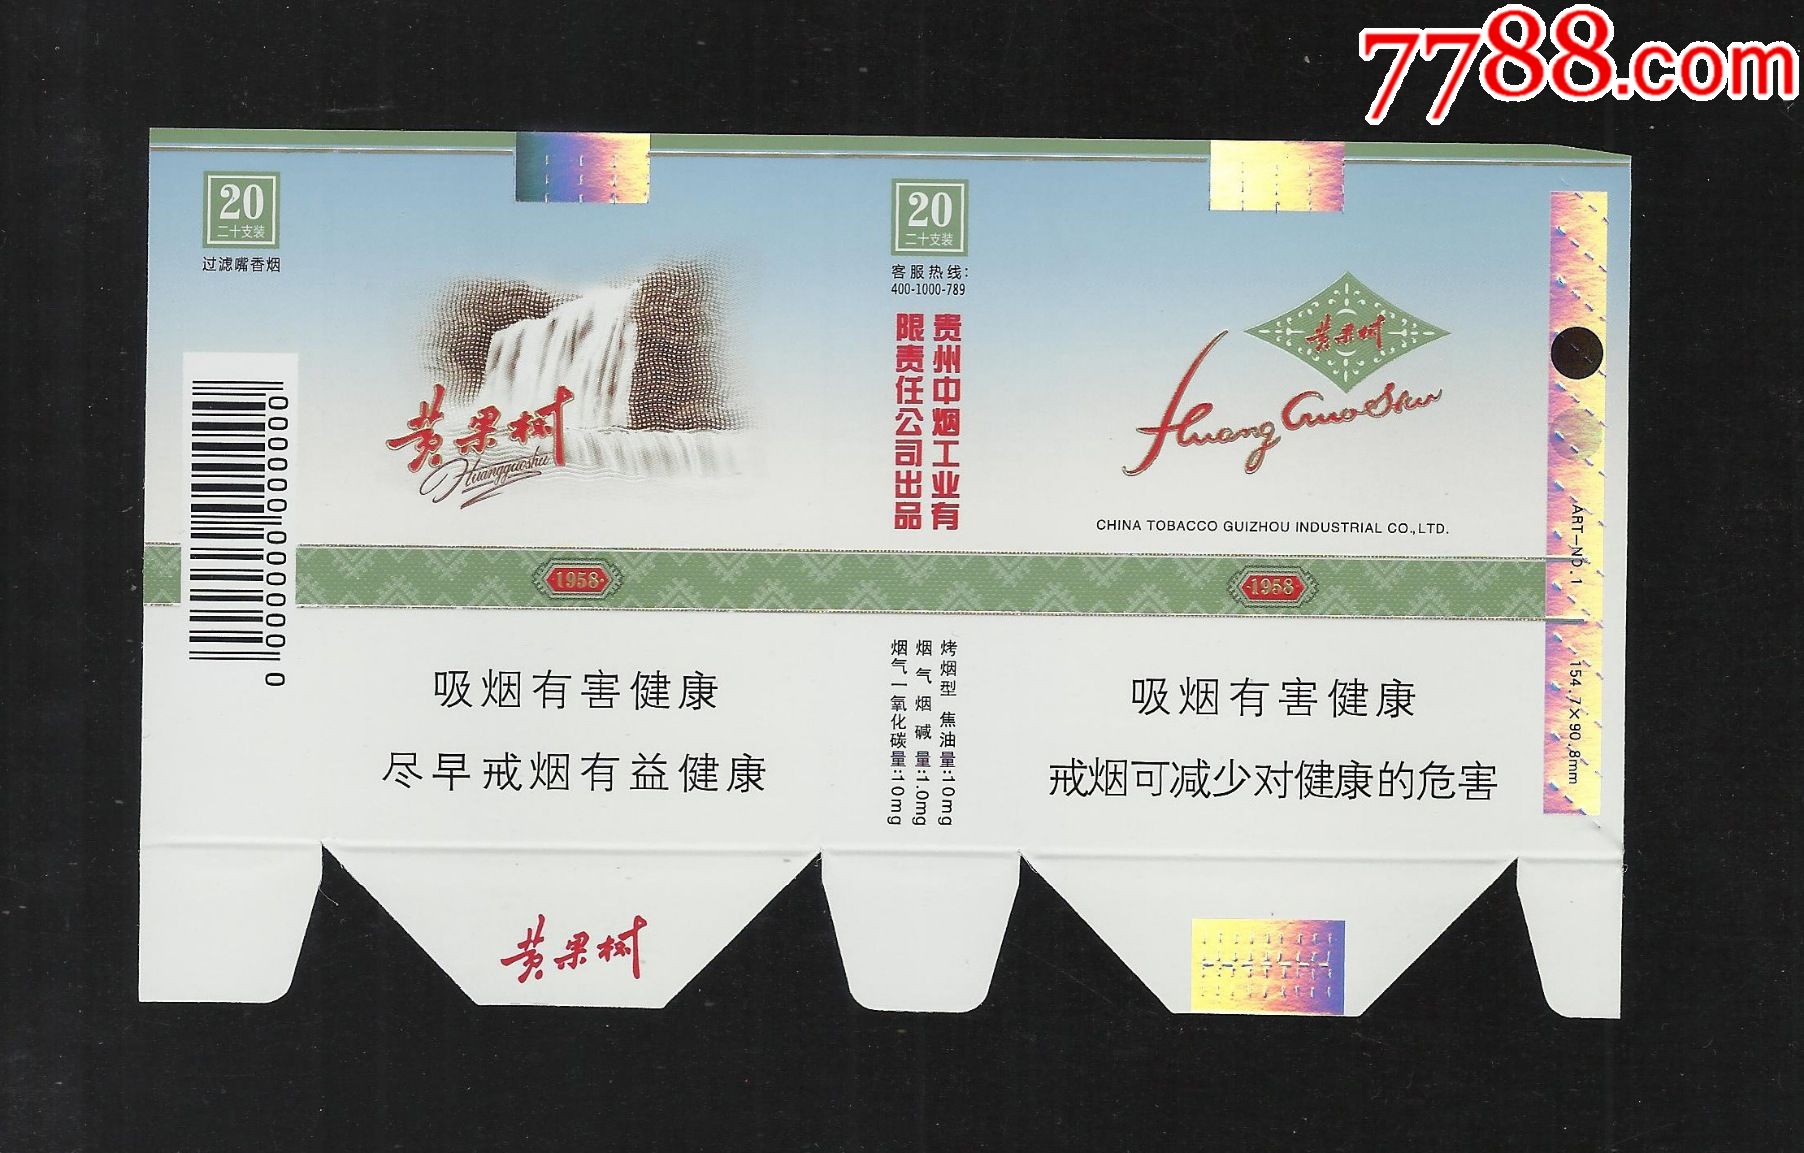 7788.com
20
二十支装
过滤嘴香烟
黄果树
Huangguoshu
1958
吸烟有害健康
尽早戒烟有益健康
黄果树
20
二十支装
客服热线：
400-1000-789
贵州中烟工业有
限责任公司出品
烤烟型 焦油量:10mg
烟气烟碱量:1.0mg
烟气一氧化碳量:10mg
黄果树
Huang Guo Shu
CHINA TOBACCO GUIZHOU INDUSTRIAL CO.,LTD.
1958
吸烟有害健康
戒烟可减少对健康的危害
ART-NO.1
154.7×90.8mm